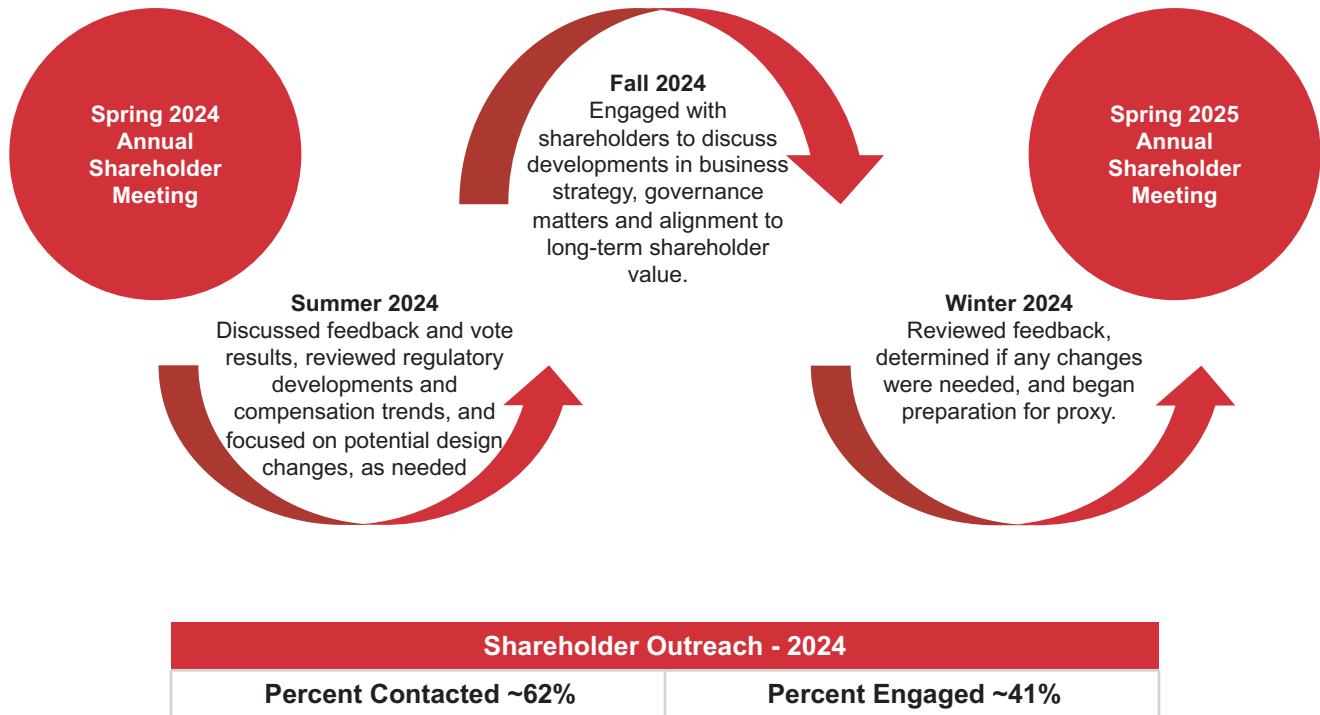 Spring 2024
Annual
Shareholder
Meeting
Summer 2024
Discussed feedback and vote
results, reviewed regulatory
developments and
compensation trends, and
focused on potential design
changes, as needed
Fall 2024
Engaged with
shareholders to discuss
developments in business
strategy, governance
matters and alignment to
long-term shareholder
value.
Winter 2024
Reviewed feedback,
determined if any changes
were needed, and began
preparation for proxy.
Spring 2025
Annual
Shareholder
Meeting
Shareholder Outreach - 2024
Percent Contacted ~62%
Percent Engaged ~41%